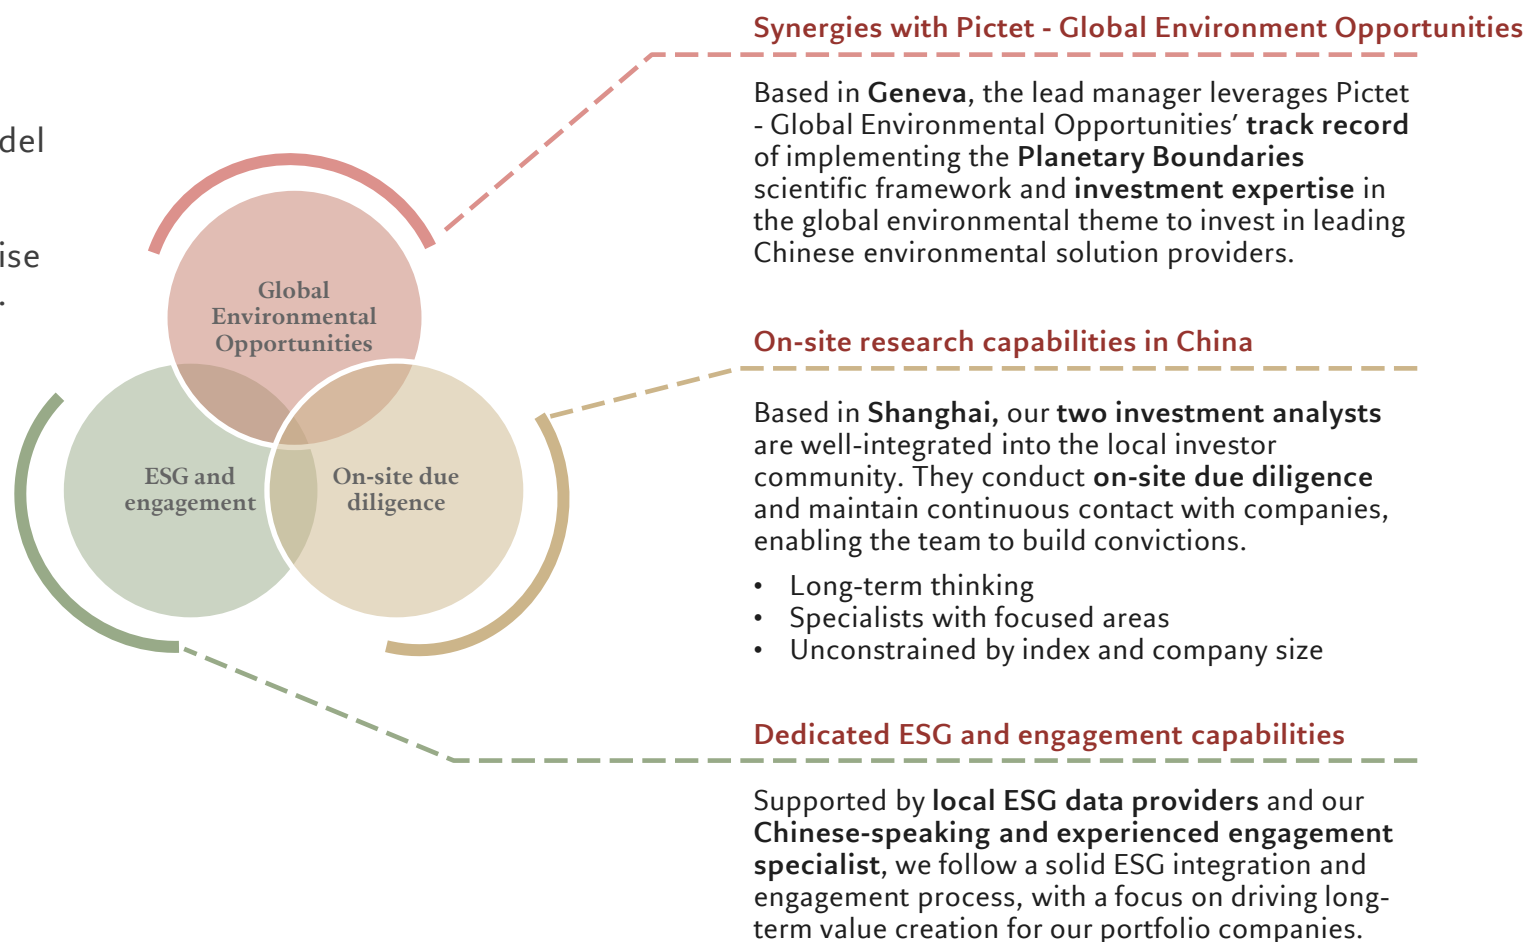 del
ise
.
Global
Environmental
Opportunities
ESG and
engagement
On-site due
diligence
Synergies with Pictet - Global Environment Opportunities
Based in Geneva, the lead manager leverages Pictet
- Global Environmental Opportunities’ track record
of implementing the Planetary Boundaries
scientific framework and investment expertise in
the global environmental theme to invest in leading
Chinese environmental solution providers.
On-site research capabilities in China
Based in Shanghai, our two investment analysts
are well-integrated into the local investor
community. They conduct on-site due diligence
and maintain continuous contact with companies,
enabling the team to build convictions.
• Long-term thinking
• Specialists with focused areas
• Unconstrained by index and company size
Dedicated ESG and engagement capabilities
Supported by local ESG data providers and our
Chinese-speaking and experienced engagement
specialist, we follow a solid ESG integration and
engagement process, with a focus on driving long-
term value creation for our portfolio companies.